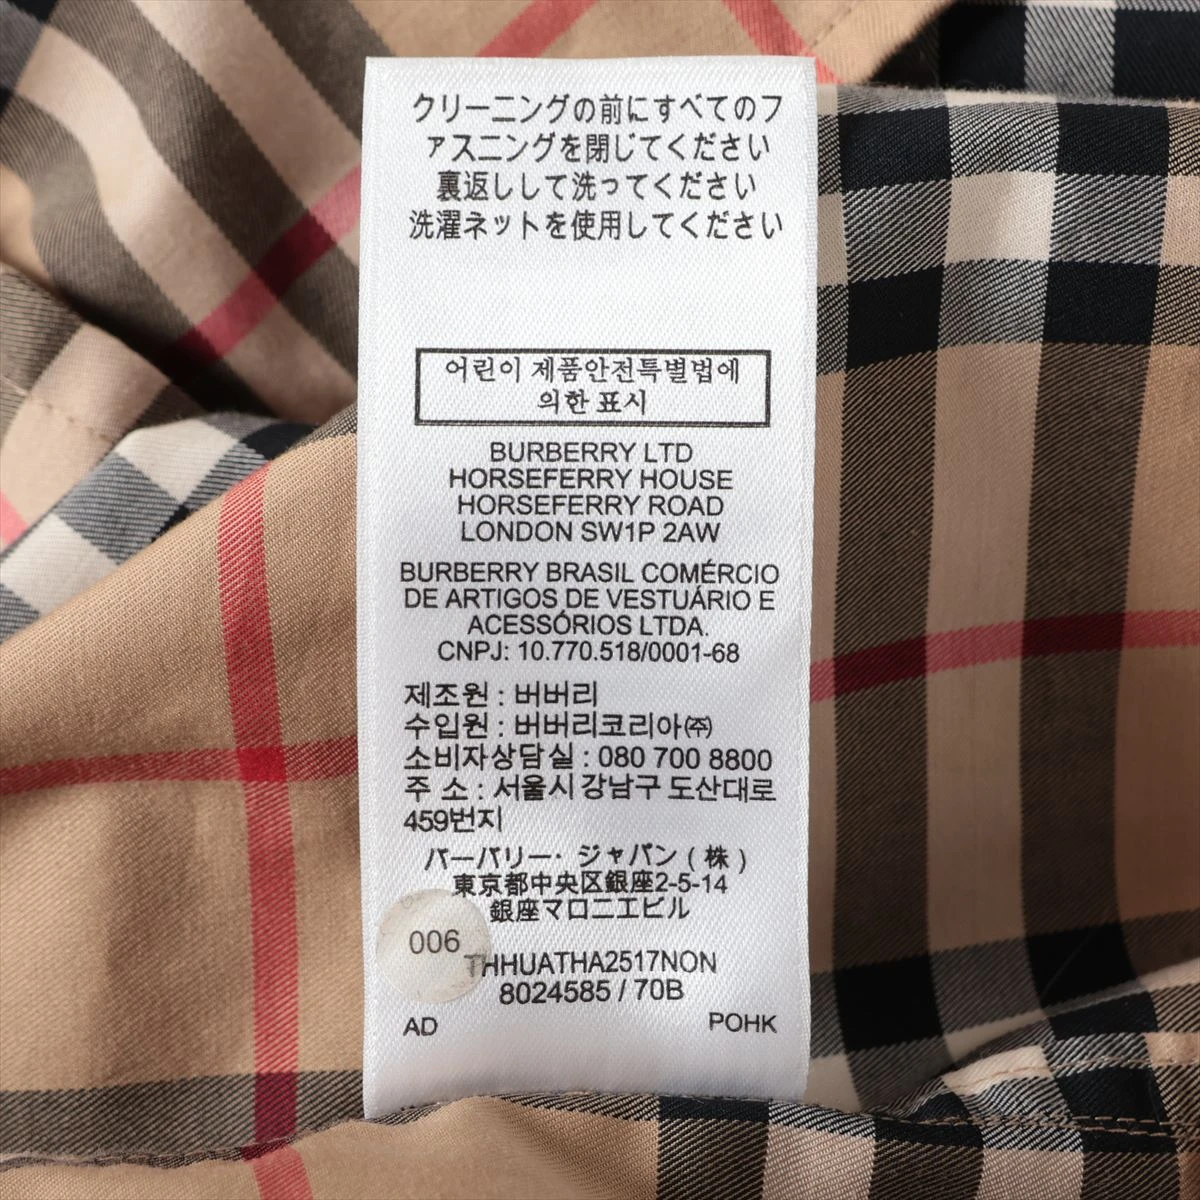 クリーニングの前にすべてのフ
ァスニングを閉じてください
裏返しして洗ってください
洗濯ネットを使用してください
어린이 제품안전특별법에
의한 표시
BURBERRY LTD
HORSEFERRY HOUSE
HORSEFERRY ROAD
LONDON SW1P 2AW
BURBERRY BRASIL COMÉRCIO
DE ARTIGOS DE VESTUÁRIO E
ACESSÓRIOS LTDA.
CNPJ: 10.770.518/0001-68
제조원 : 버버리
수입원 : 버버리코리아㈜
소비자상담실 : 080 700 8800
주 소 : 서울시 강남구 도산대로
459번지
バーバリー・ジャパン ( 株 )
東京都中央区銀座2-5-14
銀座マロニエビル
006
THHUATHA2517NON
8024585 / 70B
AD
POHK